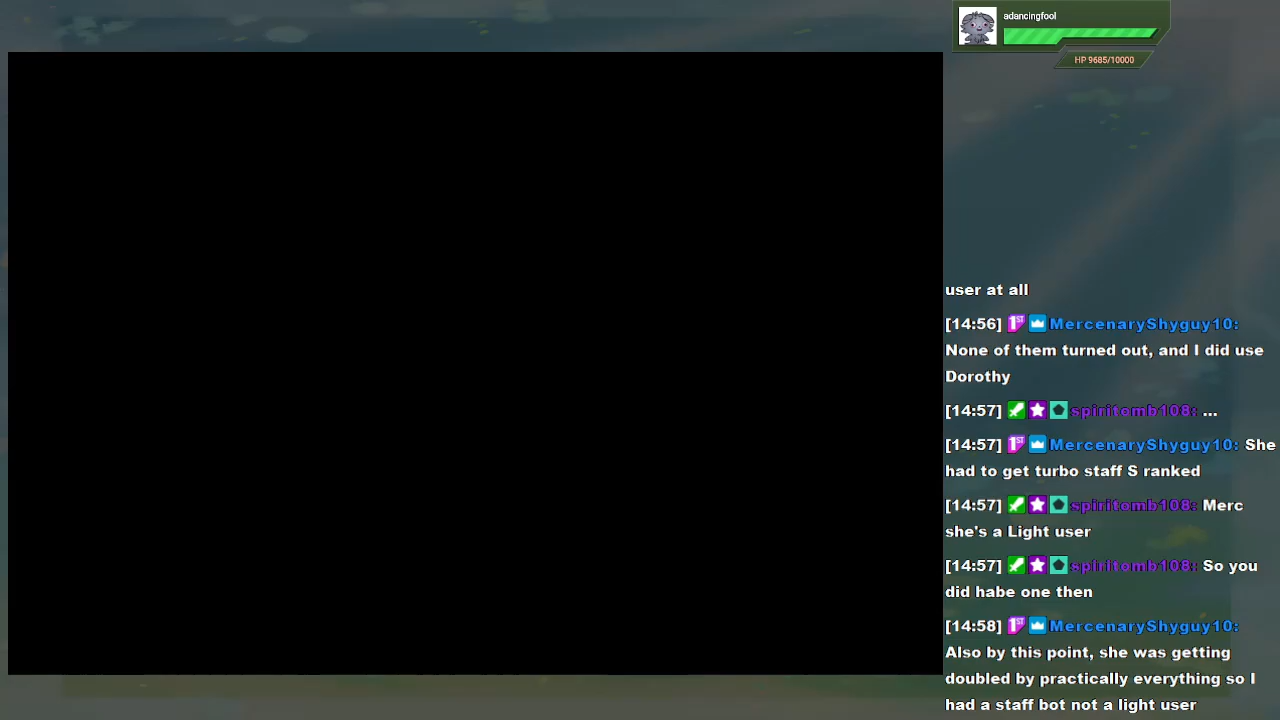 adancingfool
HP 9685/10000
user at all
[14:56] 1ST MercenaryShyguy10:
None of them turned out, and I did use
Dorothy
[14:57] spiritomb108: ...
[14:57] 1ST MercenaryShyguy10: She
had to get turbo staff S ranked
[14:57] spiritomb108: Merc
she's a Light user
[14:57] spiritomb108: So you
did habe one then
[14:58] 1ST MercenaryShyguy10:
Also by this point, she was getting
doubled by practically everything so I
had a staff bot not a light user